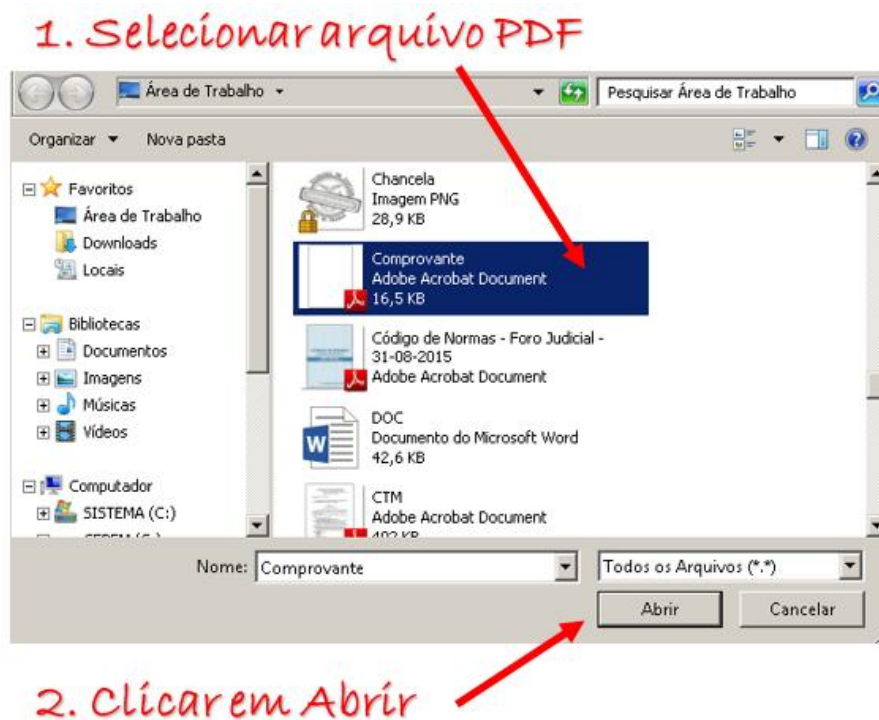 1. Selecionar arquivo PDF
Área de Trabalho
Pesquisar Área de Trabalho
Organizar
Nova pasta
Favoritos
Área de Trabalho
Downloads
Locais
Bibliotecas
Documentos
Imagens
Músicas
Vídeos
Computador
SISTEMA (C:)
Chancela
Imagem PNG
28,9 KB
Comprovante
Adobe Acrobat Document
16,5 KB
Código de Normas - Foro Judicial -
31-08-2015
Adobe Acrobat Document
DOC
Documento do Microsoft Word
42,6 KB
CTM
Adobe Acrobat Document
Nome: Comprovante
Todos os Arquivos (*.*)
Abrir
Cancelar
2. Clicar em Abrir